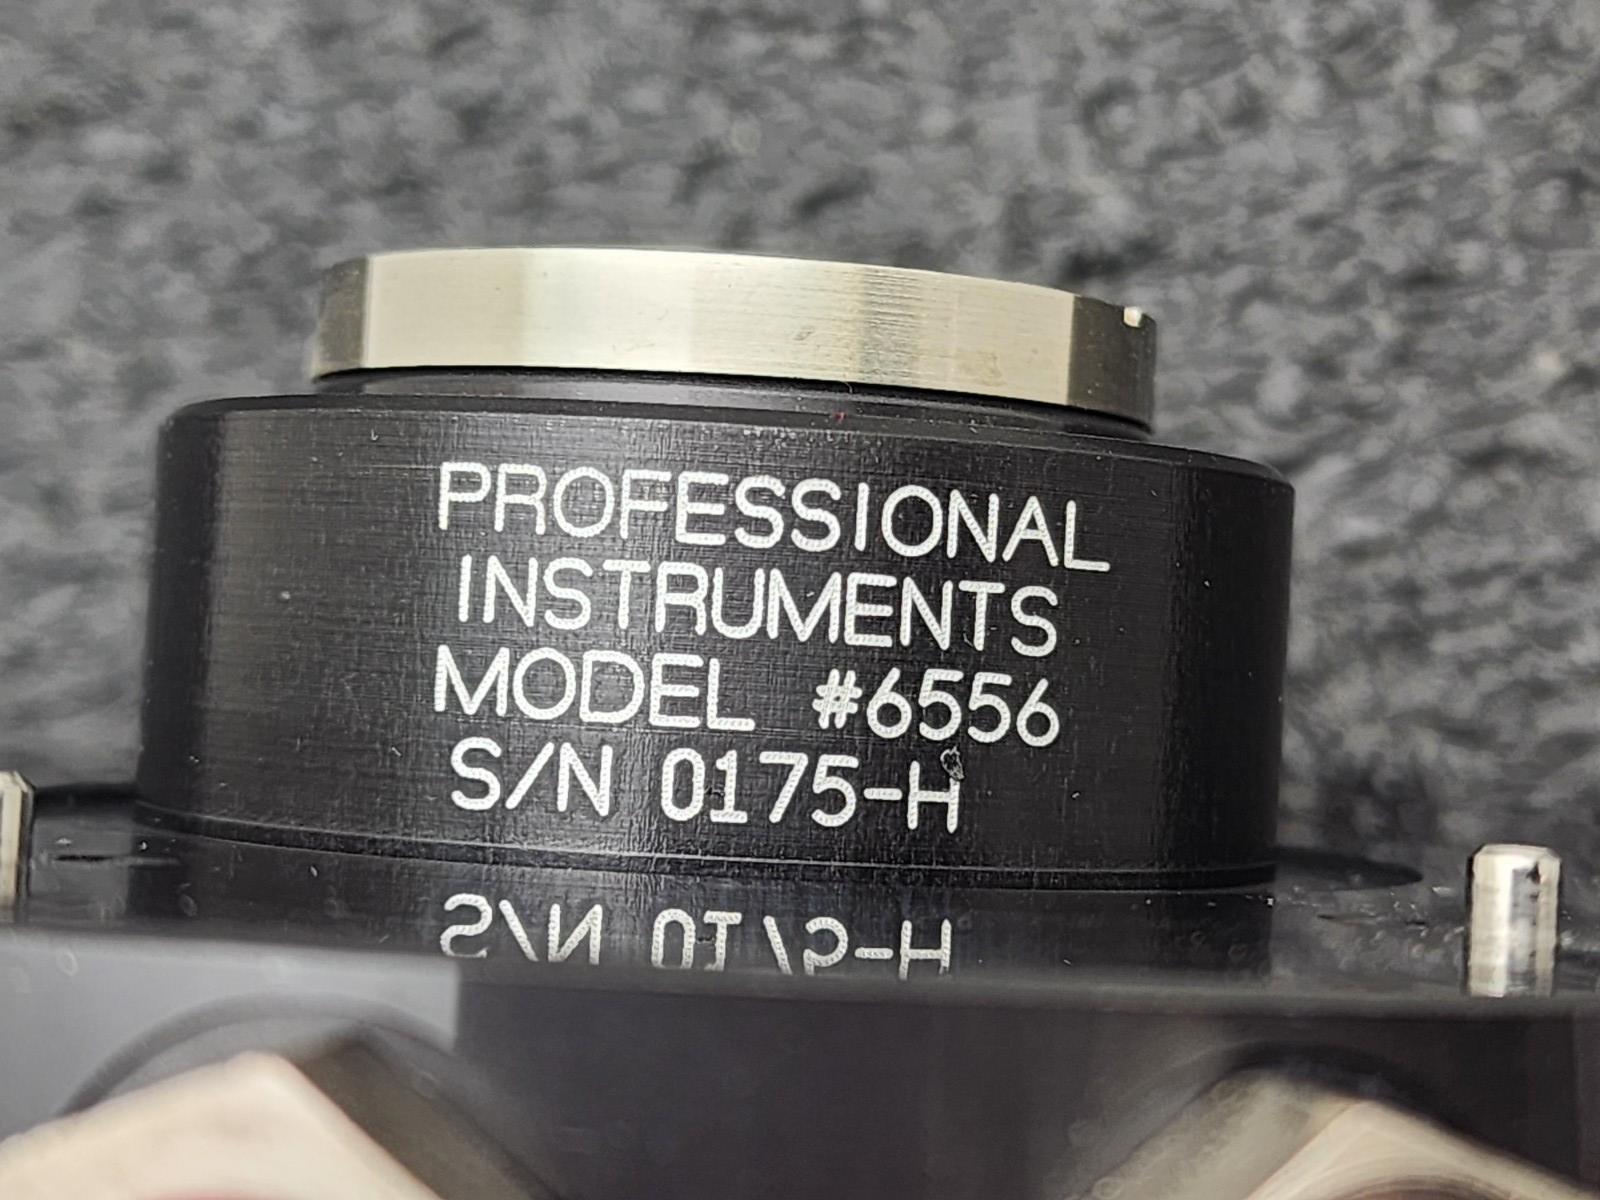 PROFESSIONAL
INSTRUMENTS
MODEL #6556
S/N 0175-H